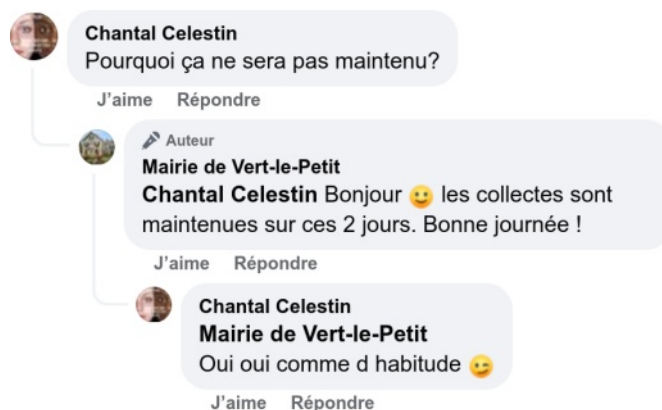 Chantal Celestin
Pourquoi ça ne sera pas maintenu?
J'aime Répondre
Auteur
Mairie de Vert-le-Petit
Chantal Celestin Bonjour 🙂 les collectes sont
maintenues sur ces 2 jours. Bonne journée !
J'aime Répondre
Chantal Celestin
Mairie de Vert-le-Petit
Oui oui comme d habitude 😉
J'aime Répondre